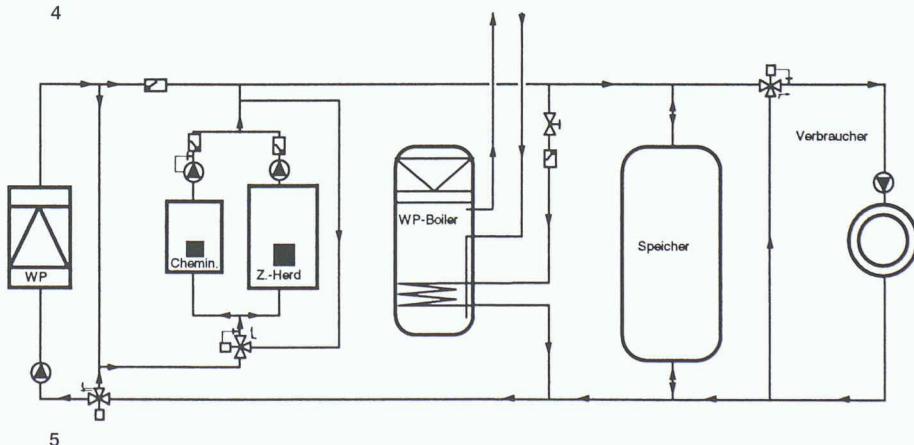 4
Verbraucher
WP-Boiler
Speicher
Chemin.
Z.-Herd
WP
5